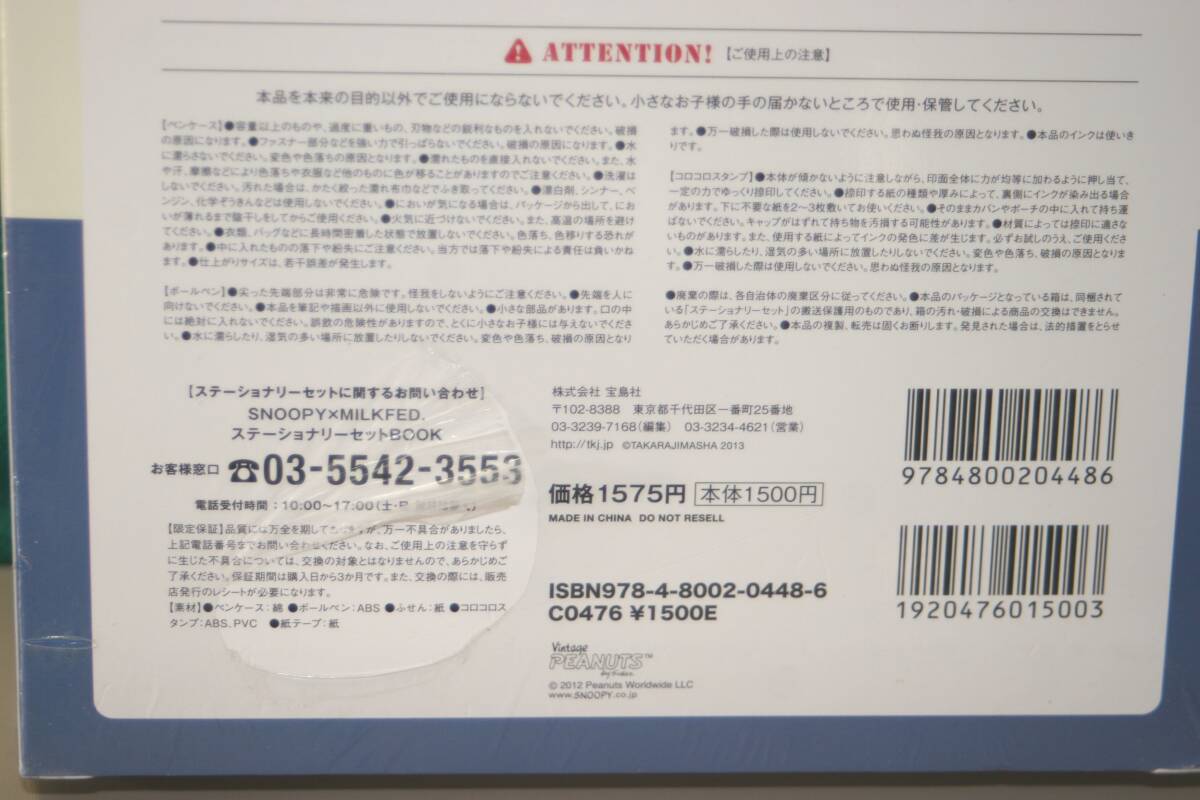 ATTENTION! 【ご使用上の注意】
本品を本来の目的以外でご使用にならないでください。小さなお子様の手の届かないところで使用・保管してください。
【ペンケース】●容量以上のものや、過度に重いもの、刃物などの鋭利なものを入れないでください。破損
の原因になります。●ファスナー部分などを強い力で引っぱらないでください。破損の原因になります。●水
に濡らさないでください。変色や色落ちの原因となります。●濡れたものを直接入れないでください。また、水
や汗、摩擦などにより色落ちや衣服など他のものに色が移ることがありますのでご注意ください。●洗濯は
しないでください。汚れた場合は、かたく絞った濡れ布巾などでふき取ってください。●漂白剤、シンナー、ベ
ンジン、化学ぞうきんなどは使用しないでください。●においが気になる場合は、パッケージから出して、にお
いが薄れるまで陰干しをしてからご使用ください。●火気に近づけないでください。また、高温の場所を避け
てください。●衣類、バッグなどに長時間密着した状態で放置しないでください。色落ち、色移りする恐れが
あります。●中に入れたものの落下や紛失にご注意ください。当方では落下や紛失による責任は負いかね
ます。●仕上がりサイズは、若干誤差が発生します。
【ボールペン】●尖った先端部分は非常に危険です。怪我をしないようにご注意ください。●先端を人に
向けないでください。●本品を筆記や描画以外に使用しないでください。●小さな部品があります。口の中
には絶対に入れないでください。誤飲の危険性がありますので、とくに小さなお子様には与えないでくださ
い。●水に濡らしたり、湿気の多い場所に放置したりしないでください。変色や色落ち、破損の原因となり
ます。●万一破損した際は使用しないでください。思わぬ怪我の原因となります。●本品のインクは使いき
りです。
【コロコロスタンプ】●本体が傾かないように注意しながら、印面全体に力が均等に加わるように押し当て、
一定の力でゆっくり捺印してください。●捺印する紙の種類や厚みによって、裏側にインクが染み出る場合
があります。下に不要な紙を2〜3枚敷いてお使いください。●そのままカバンやポーチの中に入れて持ち運
ばないでください。キャップがはずれて持ち物を汚損する可能性があります。●材質によっては捺印に適さな
いものがあります。また、使用する紙によってインクの発色に差が生じます。必ずお試しのうえ、ご使用くださ
い。●水に濡らしたり、湿気の多い場所に放置したりしないでください。変色や色落ち、破損の原因となりま
す。●万一破損した際は使用しないでください。思わぬ怪我の原因となります。
●廃棄の際は、各自治体の廃棄区分に従ってください。●本品のパッケージとなっている箱は、同梱されて
いる「ステーショナリーセット」の搬送保護用のものであり、箱の汚れ・破損による商品の交換はできません。
あらかじめご了承ください。●本品の複製、転売は固くお断りします。発見された場合は、法的措置をとらせ
ていただく場合があります。
【ステーショナリーセットに関するお問い合わせ】
SNOOPY×MILKFED.
ステーショナリーセットBOOK
お客様窓口 ☎03-5542-3553
電話受付時間：10:00〜17:00(土・日
【限定保証】品質には万全を期しておりますが、万一不具合がありましたら、
上記電話番号までお問い合わせください。なお、ご使用上の注意を守らず
に生じた不具合については、交換の対象とはなりませんので、あらかじめご
了承ください。保証期間は購入日から3か月です。また、交換の際には、販売
店発行のレシートが必要になります。
【素材】●ペンケース：綿 ●ボールペン：ABS ●ふせん：紙 ●コロコロス
タンプ：ABS、PVC ●紙テープ：紙
株式会社 宝島社
〒102-8388 東京都千代田区一番町25番地
03-3239-7168(編集) 03-3234-4621(営業)
http://tkj.jp ©TAKARAJIMASHA 2013
価格1575円 本体1500円
MADE IN CHINA DO NOT RESELL
ISBN978-4-8002-0448-6
C0476 ¥1500E
9784800204486
1920476015003
Vintage
PEANUTS™
© 2012 Peanuts Worldwide LLC
www.SNOOPY.co.jp